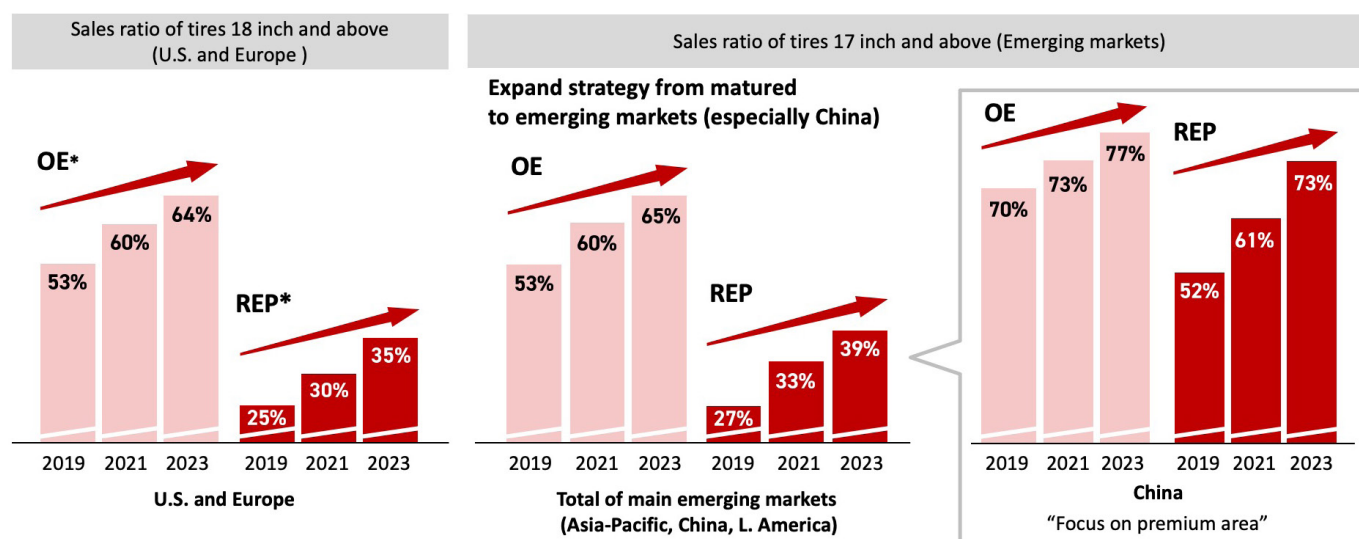 Sales ratio of tires 18 inch and above
(U.S. and Europe )
OE*
53%
60%
64%
REP*
25%
30%
35%
2019 2021 2023 2019 2021 2023
U.S. and Europe
Sales ratio of tires 17 inch and above (Emerging markets)
Expand strategy from matured
to emerging markets (especially China)
OE
53%
60%
65%
REP
27%
33%
39%
2019 2021 2023 2019 2021 2023
Total of main emerging markets
(Asia-Pacific, China, L. America)
OE
70%
73%
77%
REP
52%
61%
73%
2019 2021 2023 2019 2021 2023
China
“Focus on premium area”